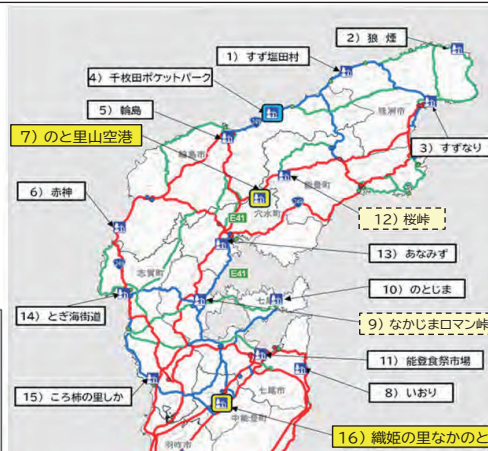 2) 狼 煙
1) すず塩田村
4) 千枚田ポケットパーク
5) 輪島
珠洲市
7) のと里山空港
輪島市
3) すずなり
能登町
6) 赤神
穴水町
12) 桜峠
E41
13) あなみず
志賀町
E41
10) のとじま
七尾
14) とぎ海街道
9) なかじまロマン峠
11) 能登食祭市場
15) ころ柿の里しか
七尾市
8) いおり
中能登町
羽咋市
16) 織姫の里なかのと